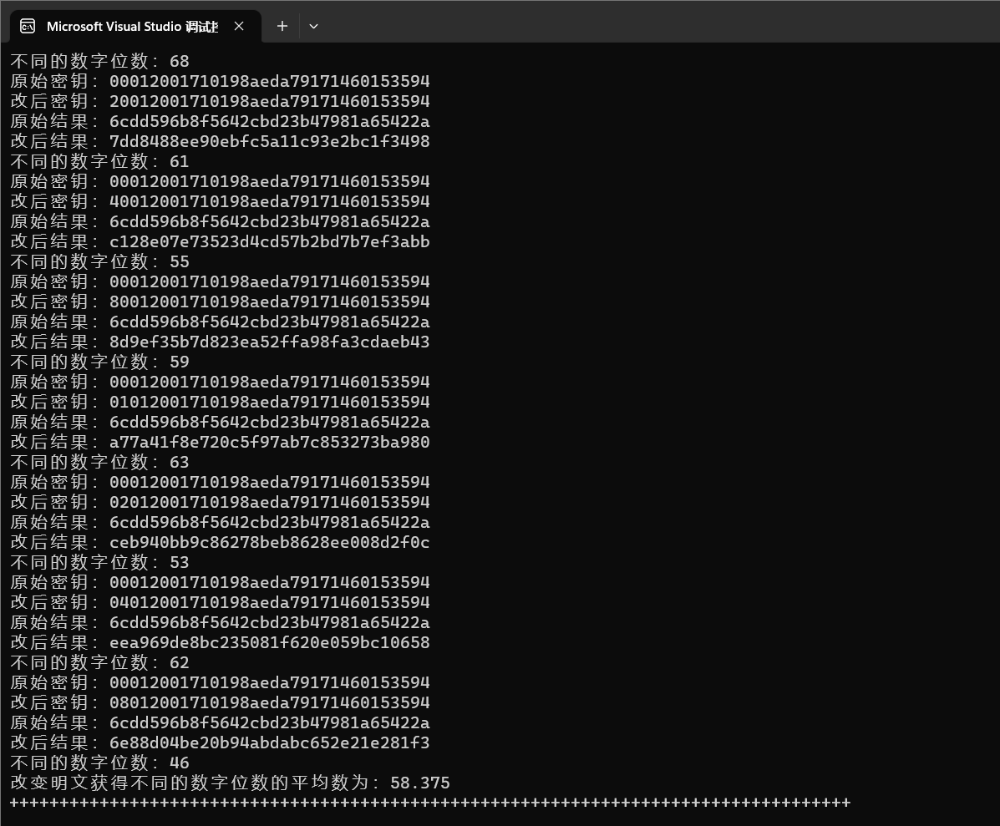 Microsoft Visual Studio 调试
不同的数字位数: 68
原始密钥: 00012001710198aeda79171460153594
改后密钥: 20012001710198aeda79171460153594
原始结果: 6cdd596b8f5642cbd23b47981a65422a
改后结果: 7dd8488ee90ebfc5a11c93e2bc1f3498
不同的数字位数: 61
原始密钥: 00012001710198aeda79171460153594
改后密钥: 40012001710198aeda79171460153594
原始结果: 6cdd596b8f5642cbd23b47981a65422a
改后结果: c128e07e73523d4cd57b2bd7b7ef3abb
不同的数字位数: 55
原始密钥: 00012001710198aeda79171460153594
改后密钥: 80012001710198aeda79171460153594
原始结果: 6cdd596b8f5642cbd23b47981a65422a
改后结果: 8d9ef35b7d823ea52ffa98fa3cdaeb43
不同的数字位数: 59
原始密钥: 00012001710198aeda79171460153594
改后密钥: 01012001710198aeda79171460153594
原始结果: 6cdd596b8f5642cbd23b47981a65422a
改后结果: a77a41f8e720c5f97ab7c853273ba980
不同的数字位数: 63
原始密钥: 00012001710198aeda79171460153594
改后密钥: 02012001710198aeda79171460153594
原始结果: 6cdd596b8f5642cbd23b47981a65422a
改后结果: ceb940bb9c86278beb8628ee008d2f0c
不同的数字位数: 53
原始密钥: 00012001710198aeda79171460153594
改后密钥: 04012001710198aeda79171460153594
原始结果: 6cdd596b8f5642cbd23b47981a65422a
改后结果: eea969de8bc235081f620e059bc10658
不同的数字位数: 62
原始密钥: 00012001710198aeda79171460153594
改后密钥: 08012001710198aeda79171460153594
原始结果: 6cdd596b8f5642cbd23b47981a65422a
改后结果: 6e88d04be20b94abdabc652e21e281f3
不同的数字位数: 46
改变明文获得不同的数字位数的平均数为: 58.375
++++++++++++++++++++++++++++++++++++++++++++++++++++++++++++++++++++++++++++++++++++